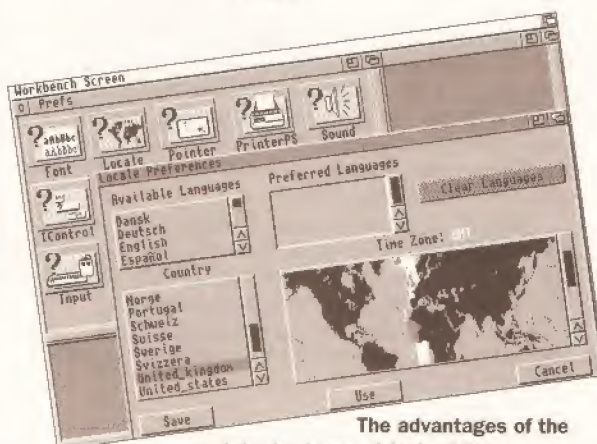 Workbench Screen
Prefs
Font
Locale
Pointer
PrinterPS
Sound
IControl
Input
Locale Preferences
Available Languages
Dansk
Deutsch
English
Español
Preferred Languages
Clear Languages
Country
Norge
Portugal
Schweiz
Suisse
Sverige
Svizzera
United_kingdom
United_states
Time Zone: GMT
Save
Use
Cancel
The advantages of the